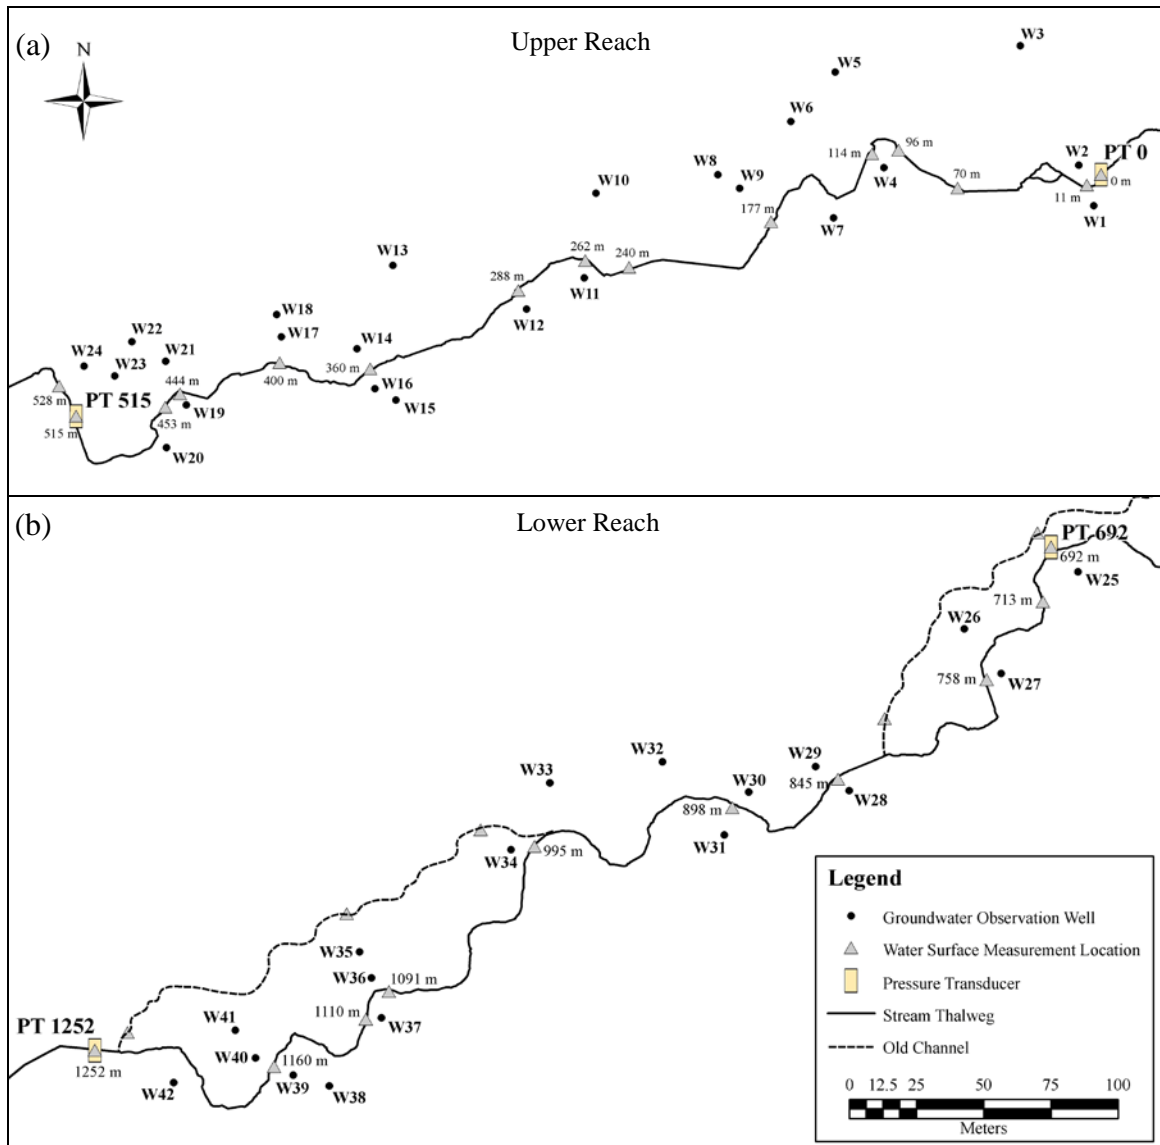 (a)
Upper Reach
N
W3
W5
W6
96 m
PT 0
W2
114 m
W8
W9
W4
70 m
0 m
W10
11 m
W1
177 m
W7
W13
262 m
240 m
288 m
W11
W18
W12
W22
W17
W14
W24
W21
360 m
W23
444 m
400 m
W16
528 m
PT 515
W19
W15
515 m
453 m
W20
(b)
Lower Reach
PT 692
692 m
W25
713 m
W26
758 m
W27
W32
W29
W33
W30
845 m
W28
898 m
W31
W34
995 m
W35
W36
1091 m
W41
1110 m
W37
PT 1252
W40
1160 m
1252 m
W39
W42
W38
Legend
Groundwater Observation Well
Water Surface Measurement Location
Pressure Transducer
Stream Thalweg
Old Channel
0 12.5 25 50 75 100
Meters